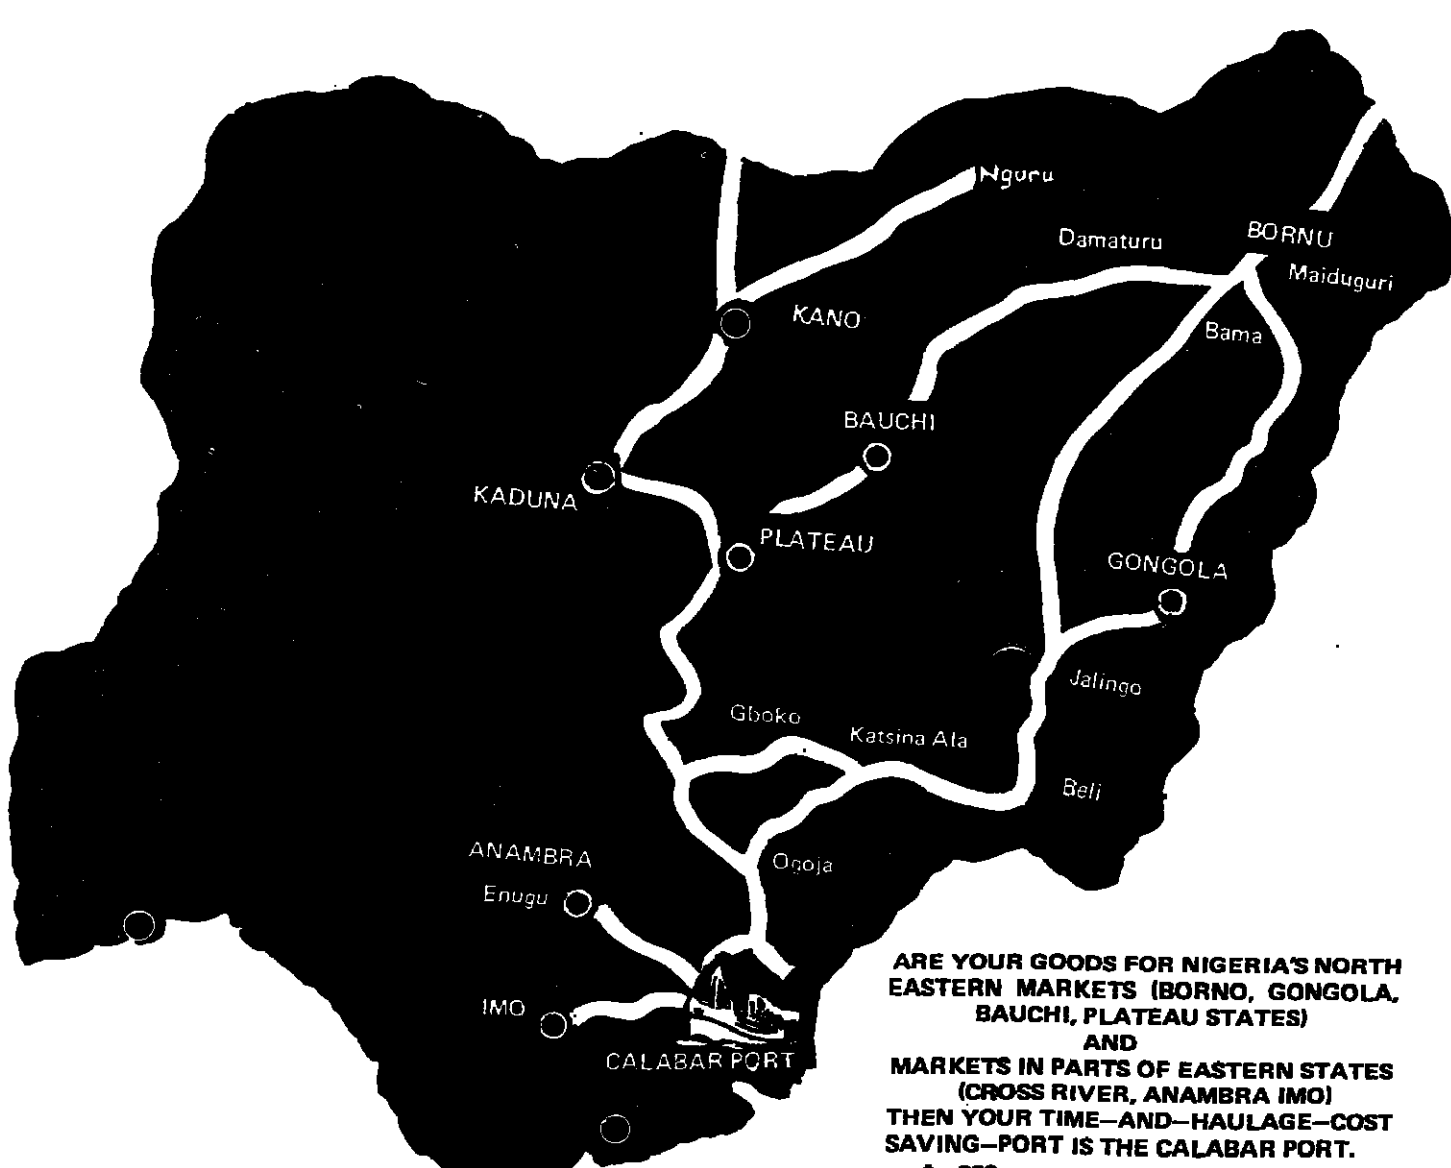 Nguru
BORNU
Damaturu
Maiduguri
KANO
Bama
BAUCHI
KADUNA
PLATEAU
GONGOLA
Jalingo
Gboko
Katsina Ala
Beli
ANAMBRA
Ogoja
Enugu
IMO
CALABAR PORT
ARE YOUR GOODS FOR NIGERIA'S NORTH
EASTERN MARKETS (BORNO, GONGOLA,
BAUCHI, PLATEAU STATES)
AND
MARKETS IN PARTS OF EASTERN STATES
(CROSS RIVER, ANAMBRA IMO)
THEN YOUR TIME—AND—HAULAGE—COST
SAVING—PORT IS THE CALABAR PORT.